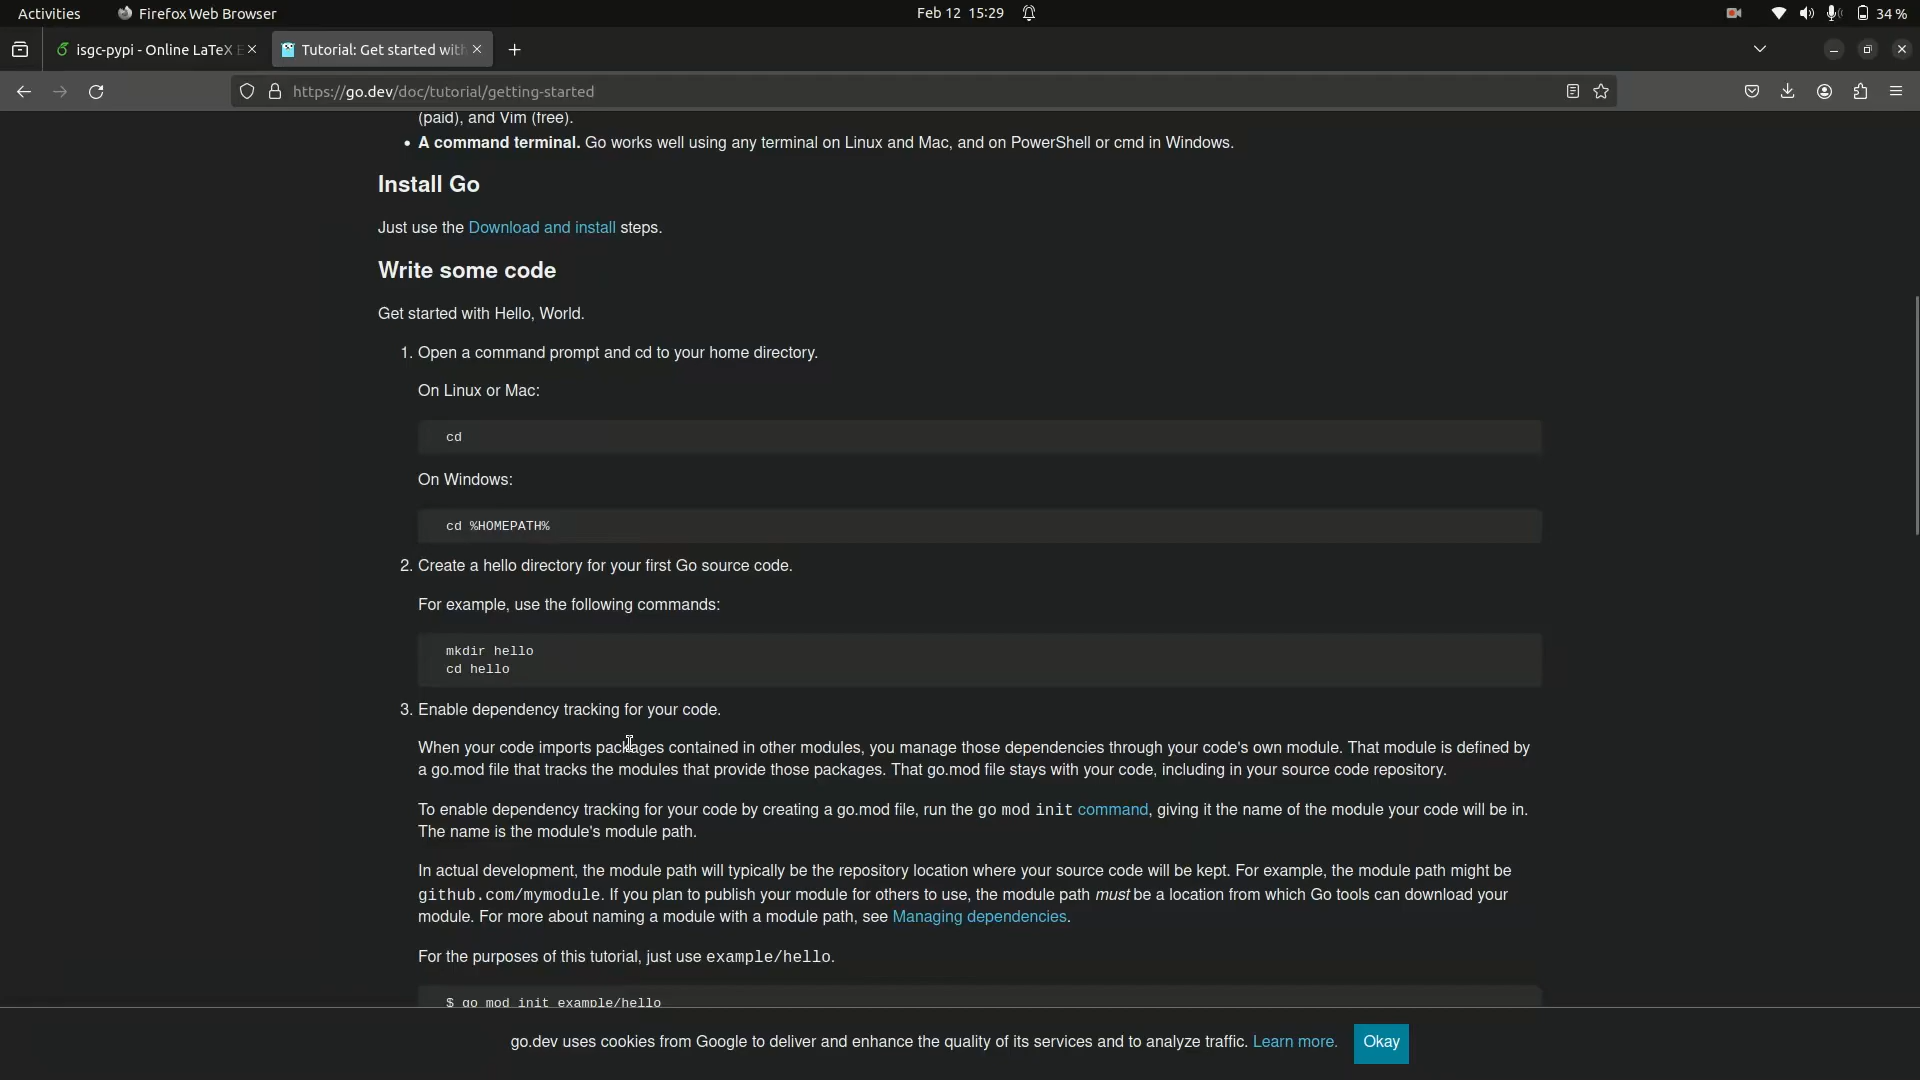 Activities
Firefox Web Browser
Feb 12 15:29
34 %
isgc-pypi - Online LaTeX E
Tutorial: Get started with
https://go.dev/doc/tutorial/getting-started
(paid), and Vim (free).
• A command terminal. Go works well using any terminal on Linux and Mac, and on PowerShell or cmd in Windows.
Install Go
Just use the Download and install steps.
Write some code
Get started with Hello, World.
1. Open a command prompt and cd to your home directory.
On Linux or Mac:
cd
On Windows:
cd %HOMEPATH%
2. Create a hello directory for your first Go source code.
For example, use the following commands:
mkdir hello
cd hello
3. Enable dependency tracking for your code.
When your code imports packages contained in other modules, you manage those dependencies through your code's own module. That module is defined by
a go.mod file that tracks the modules that provide those packages. That go.mod file stays with your code, including in your source code repository.
To enable dependency tracking for your code by creating a go.mod file, run the go mod init command, giving it the name of the module your code will be in.
The name is the module's module path.
In actual development, the module path will typically be the repository location where your source code will be kept. For example, the module path might be
github.com/mymodule. If you plan to publish your module for others to use, the module path must be a location from which Go tools can download your
module. For more about naming a module with a module path, see Managing dependencies.
For the purposes of this tutorial, just use example/hello.
$ go mod init example/hello
go.dev uses cookies from Google to deliver and enhance the quality of its services and to analyze traffic. Learn more.
Okay